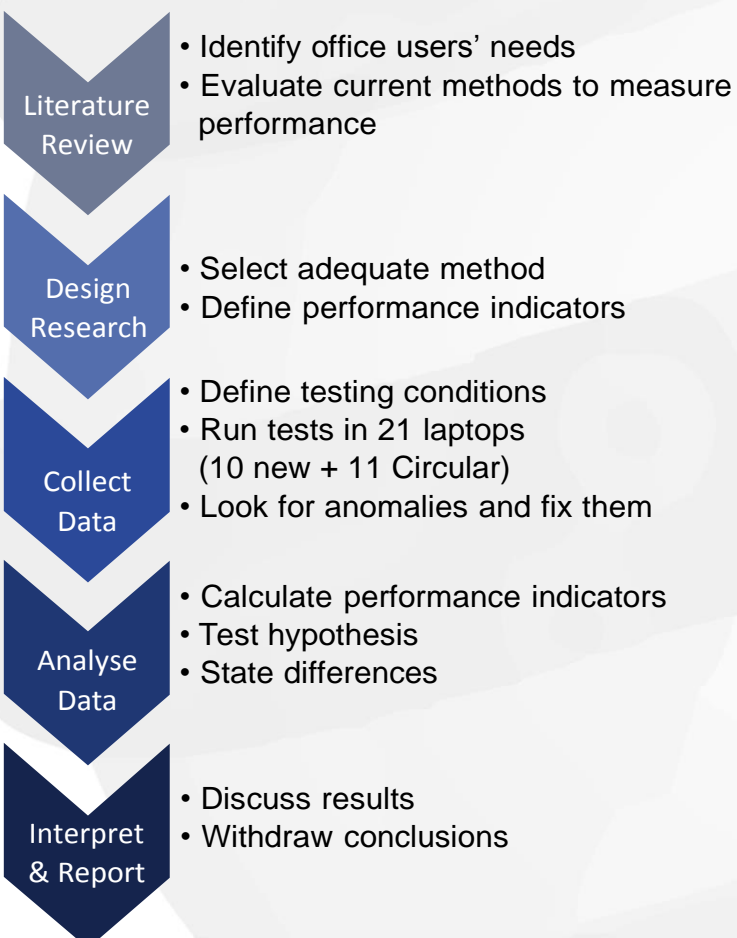 Literature
Review
• Identify office users’ needs
• Evaluate current methods to measure
performance
Design
Research
• Select adequate method
• Define performance indicators
Collect
Data
• Define testing conditions
• Run tests in 21 laptops
(10 new + 11 Circular)
• Look for anomalies and fix them
Analyse
Data
• Calculate performance indicators
• Test hypothesis
• State differences
Interpret
& Report
• Discuss results
• Withdraw conclusions